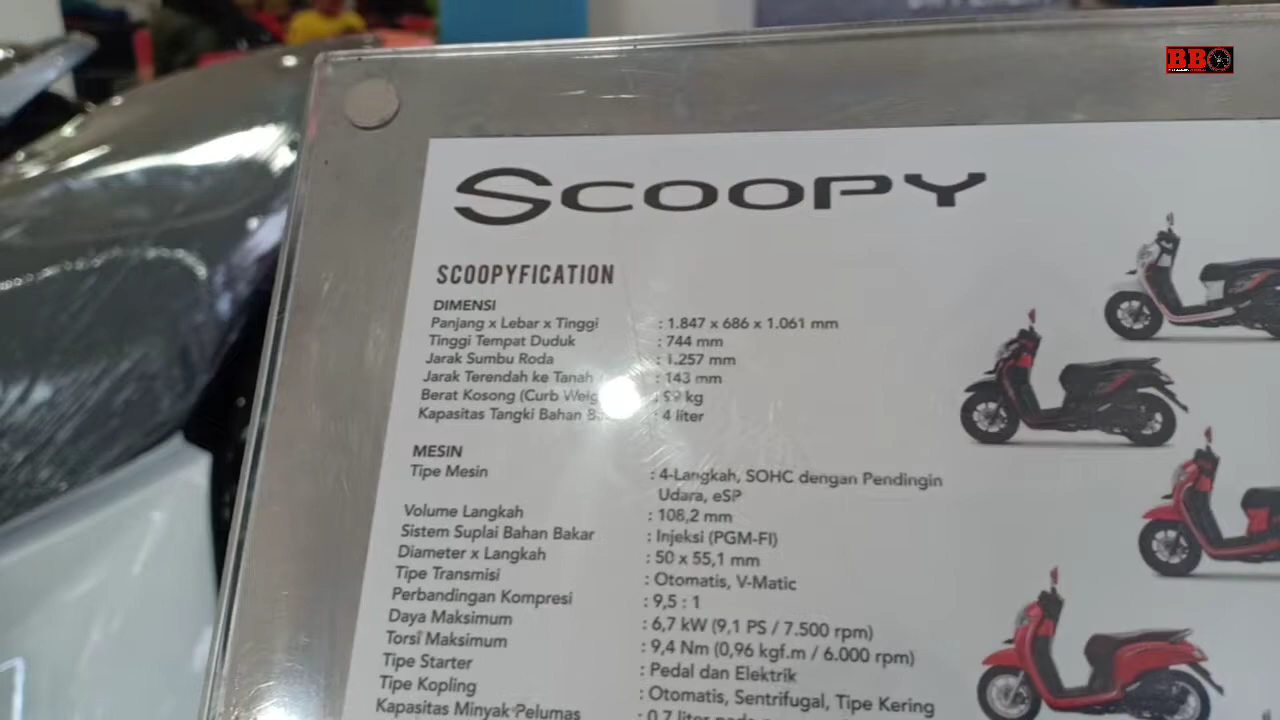 BBO
SCOOPY
SCOOPYFICATION
DIMENSI
Panjang x Lebar x Tinggi : 1.847 x 686 x 1.061 mm
Tinggi Tempat Duduk : 744 mm
Jarak Sumbu Roda : 1.257 mm
Jarak Terendah ke Tanah : 143 mm
Berat Kosong (Curb : 99 kg
Kapasitas Tangki Bahan : 4 liter
MESIN
Tipe Mesin : 4-Langkah, SOHC dengan Pendingin
Udara, eSP
Volume Langkah : 108,2 mm
Sistem Suplai Bahan Bakar : Injeksi (PGM-FI)
Diameter x Langkah : 50 x 55,1 mm
Tipe Transmisi : Otomatis, V-Matic
Perbandingan Kompresi : 9,5 : 1
Daya Maksimum : 6,7 kW (9,1 PS / 7.500 rpm)
Torsi Maksimum : 9,4 Nm (0,96 kgf.m / 6.000 rpm)
Tipe Starter : Pedal dan Elektrik
Tipe Kopling : Otomatis, Sentrifugal, Tipe Kering
Kapasitas Minyak Pelumas : 0,7 liter